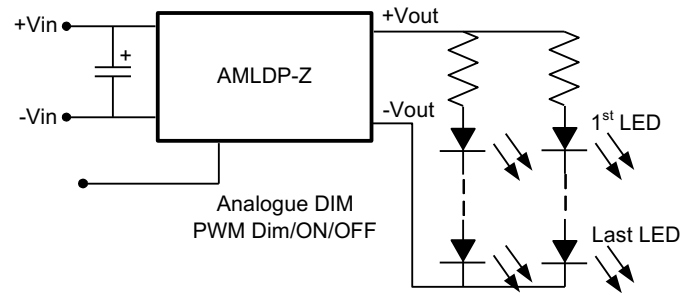 +Vin
+Vout
+
AMLDP-Z
-Vin
-Vout
1st LED
Analogue DIM
PWM Dim/ON/OFF
Last LED